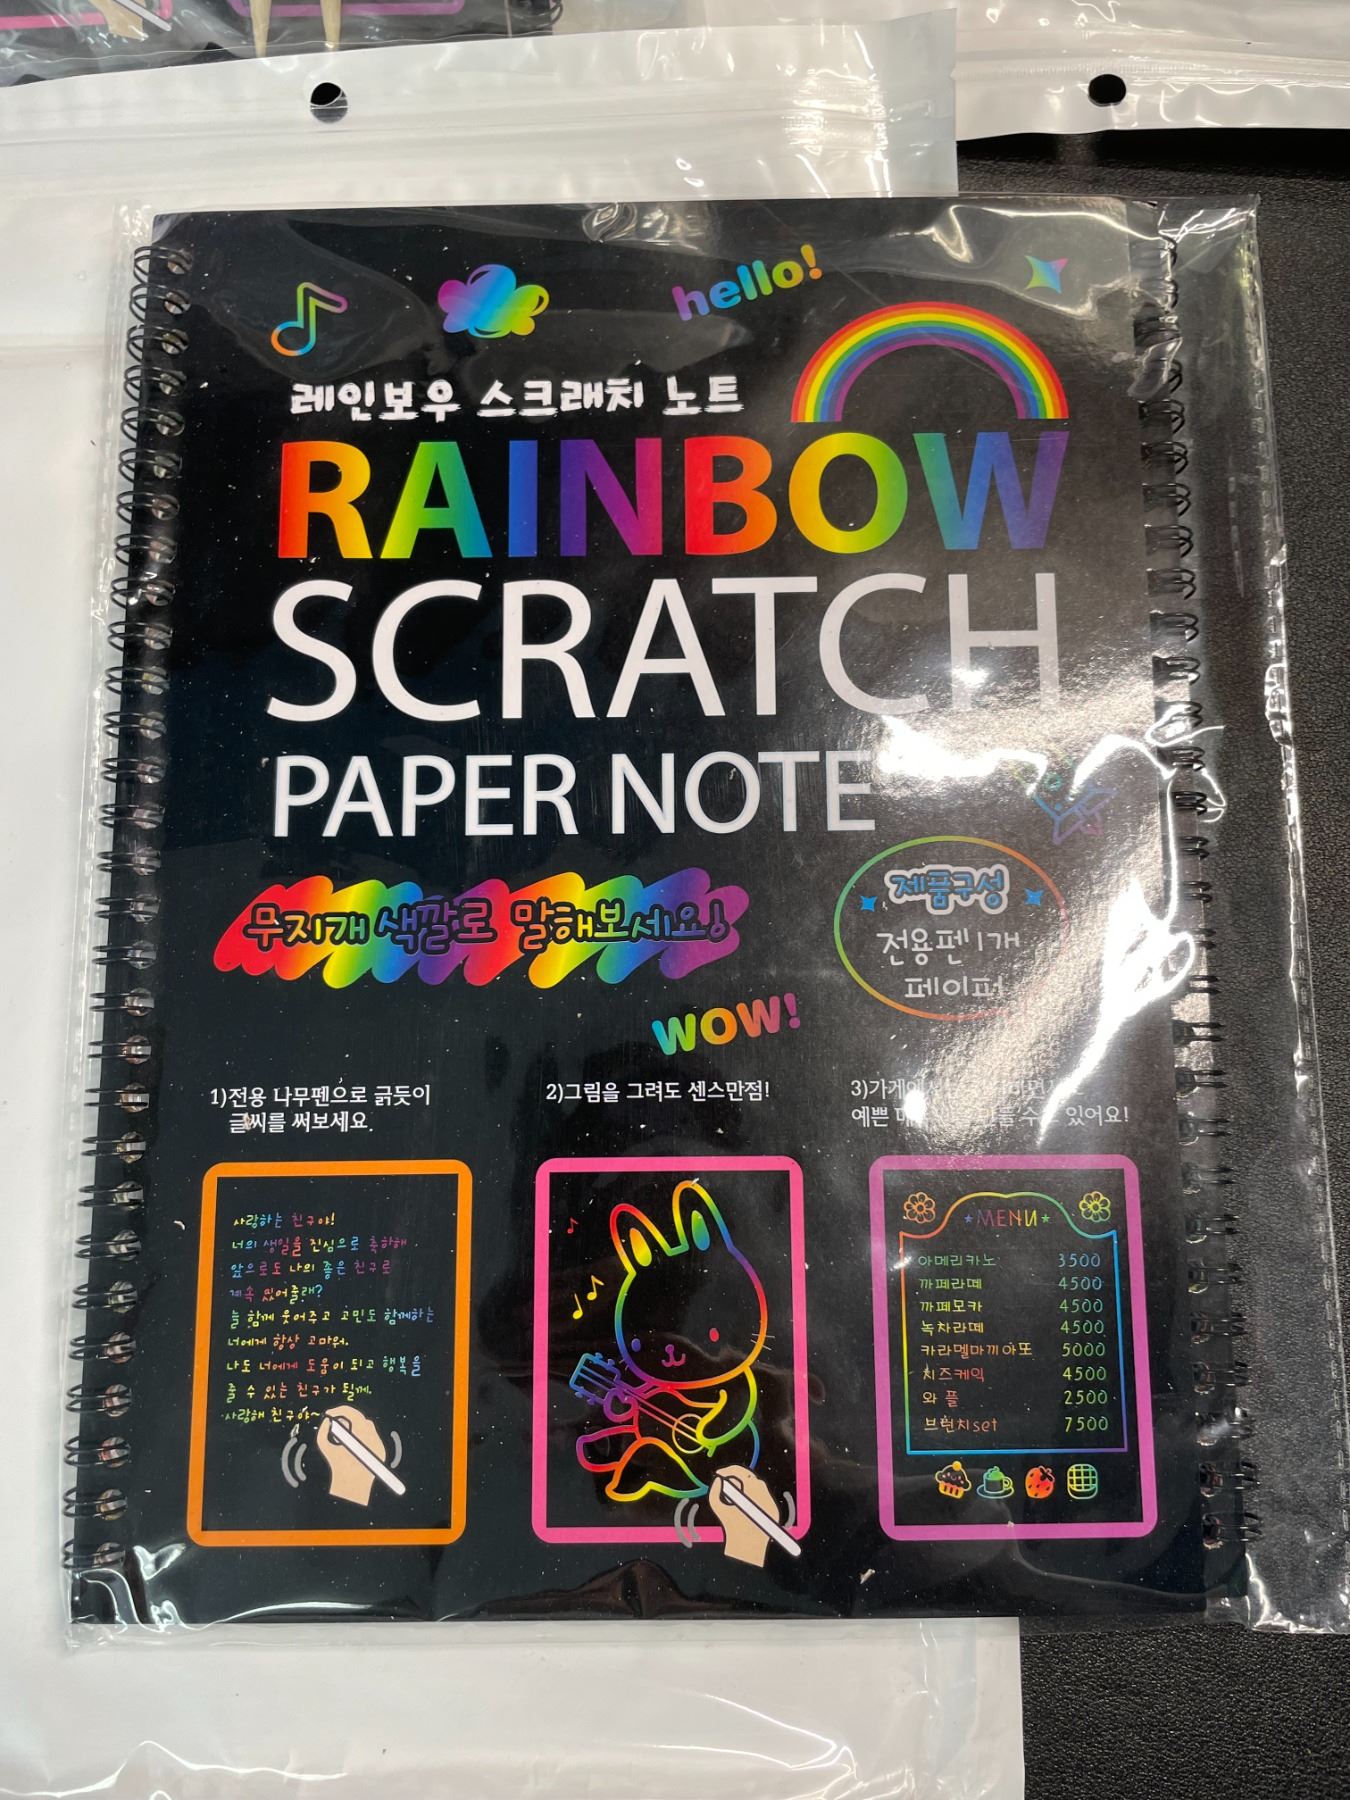 hello!
레인보우 스크래치 노트
RAINBOW
SCRATCH
PAPER NOTE
무지개 색깔로 말해보세요!
제품구성
전용펜 1개
페이퍼
WOW!
1)전용 나무펜으로 긁듯이
글씨를 써보세요.
2)그림을 그려도 센스만점!
3)가게에서
예쁜 수 있어요!
사랑하는 친구야!
너의 생일을 진심으로 축하해
앞으로도 나의 좋은 친구로
계속 있어줄래?
늘 함께 웃어주고 고민도 함께하는
너에게 항상 고마워.
나도 너에게 도움이 되고 행복을
줄 수 있는 친구가 될께.
사랑해 친구야~
MENU
아메리카노 3500
까페라떼 4500
까페모카 4500
녹차라떼 4500
카라멜마끼아또 5000
치즈케익 4500
와플 2500
브런치set 7500